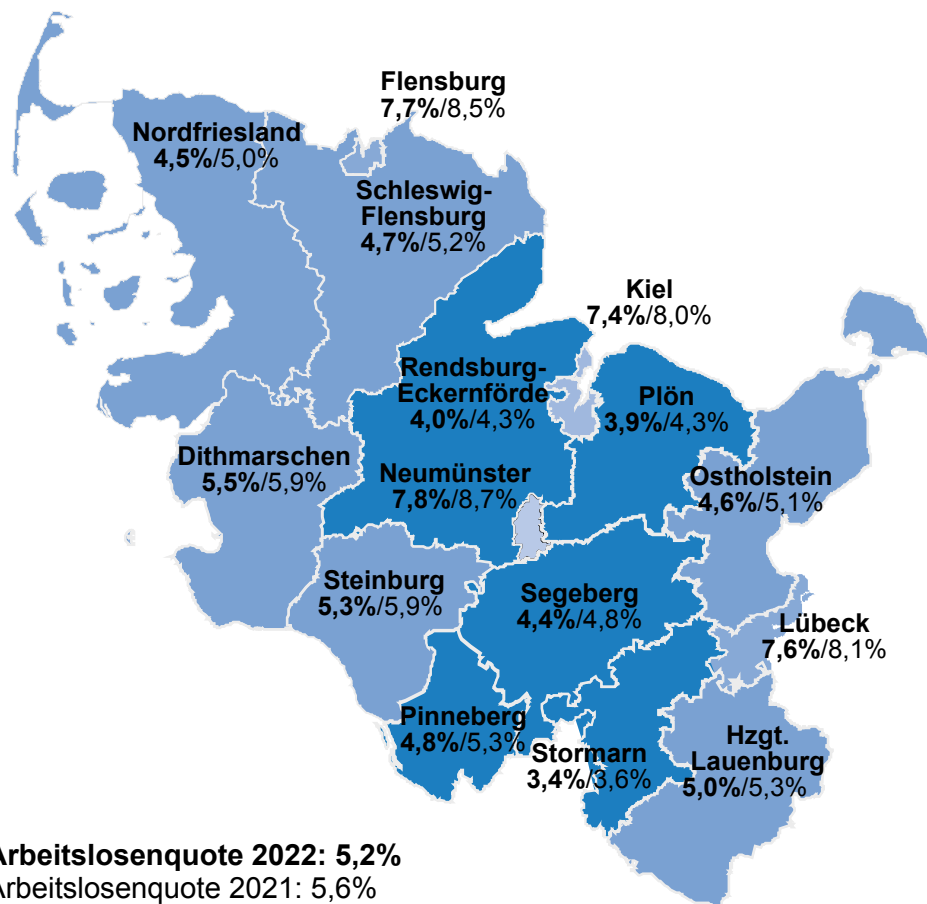 Flensburg
7,7%/8,5%
Nordfriesland
4,5%/5,0%
Schleswig-
Flensburg
4,7%/5,2%
Kiel
7,4%/8,0%
Rendsburg-
Eckernförde
4,0%/4,3%
Plön
3,9%/4,3%
Dithmarschen
5,5%/5,9%
Neumünster
7,8%/8,7%
Ostholstein
4,6%/5,1%
Steinburg
5,3%/5,9%
Segeberg
4,4%/4,8%
Lübeck
7,6%/8,1%
Pinneberg
4,8%/5,3%
Stormarn
3,4%/3,6%
Hzgt.
Lauenburg
5,0%/5,3%
Arbeitslosenquote 2022: 5,2%
Arbeitslosenquote 2021: 5,6%